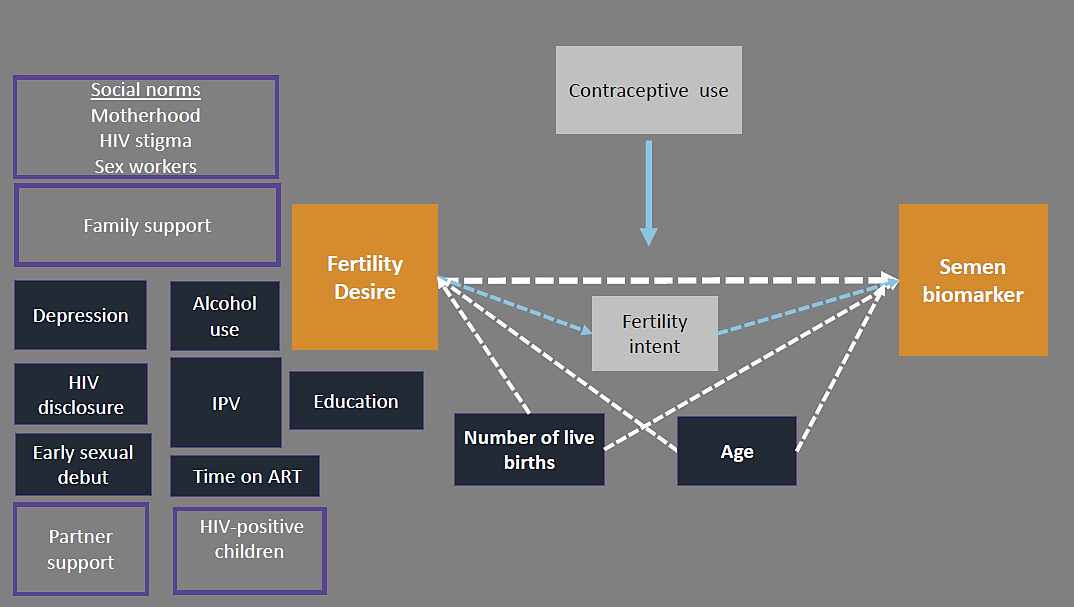 Contraceptive use
Social norms
Motherhood
HIV stigma
Sex workers
Family support
Fertility
Desire
Semen
biomarker
Depression
Alcohol
use
Fertility
intent
HIV
disclosure
IPV
Education
Number of live
births
Age
Early sexual
debut
Time on ART
Partner
support
HIV-positive
children